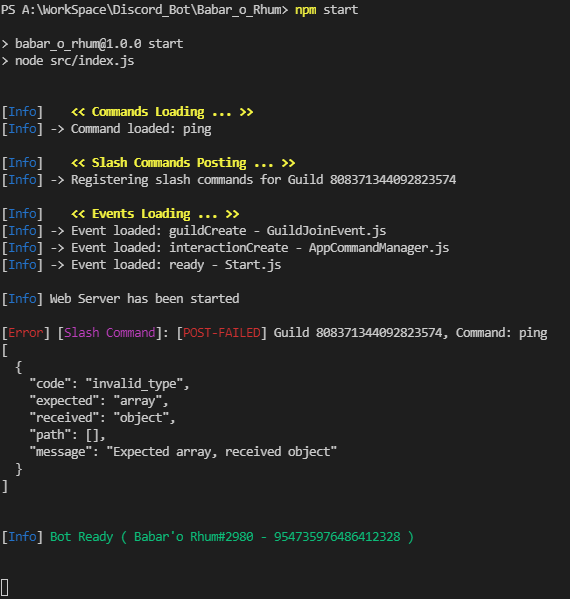 PS A:\WorkSpace\Discord_Bot\Babar_o_Rhum> npm start
> babar_o_rhum@1.0.0 start
> node src/index.js
[Info]    << Commands Loading ... >>
[Info] -> Command loaded: ping
[Info]    << Slash Commands Posting ... >>
[Info] -> Registering slash commands for Guild 808371344092823574
[Info]    << Events Loading ... >>
[Info] -> Event loaded: guildCreate - GuildJoinEvent.js
[Info] -> Event loaded: interactionCreate - AppCommandManager.js
[Info] -> Event loaded: ready - Start.js
[Info] Web Server has been started
[Error] [Slash Command]: [POST-FAILED] Guild 808371344092823574, Command: ping
[
  {
    "code": "invalid_type",
    "expected": "array",
    "received": "object",
    "path": [],
    "message": "Expected array, received object"
  }
]
[Info] Bot Ready ( Babar'o Rhum#2980 - 954735976486412328 )